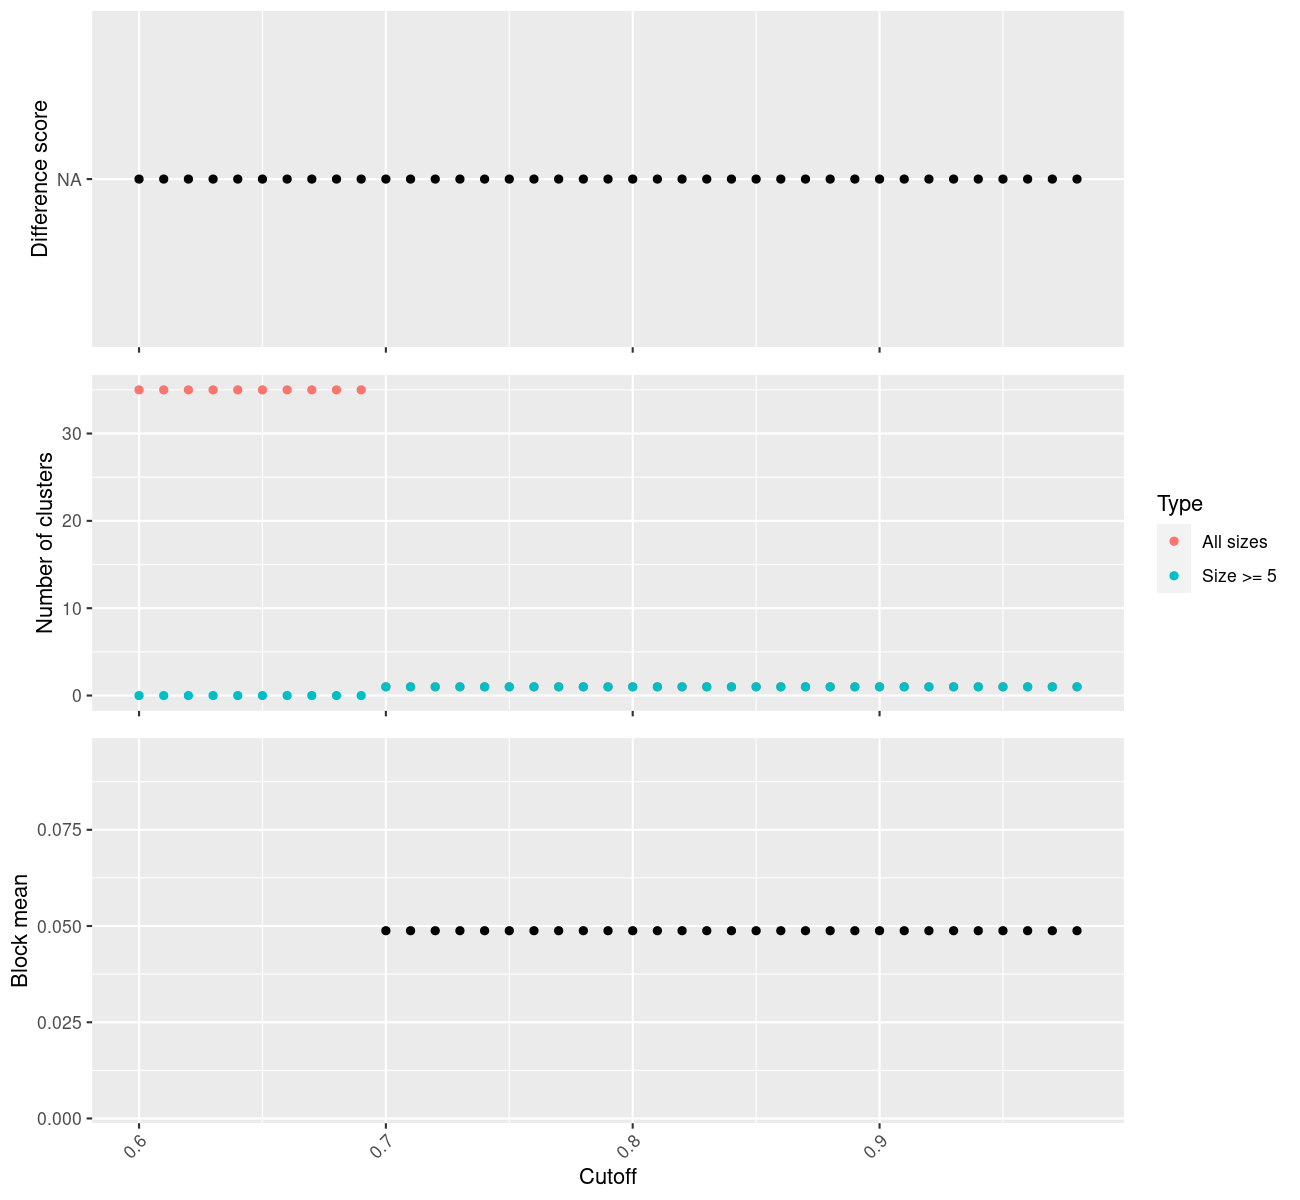 Difference score
NA
Number of clusters
30
20
10
0
Type
All sizes
Size >= 5
Block mean
0.075
0.050
0.025
0.000
0.6
0.7
0.8
0.9
Cutoff